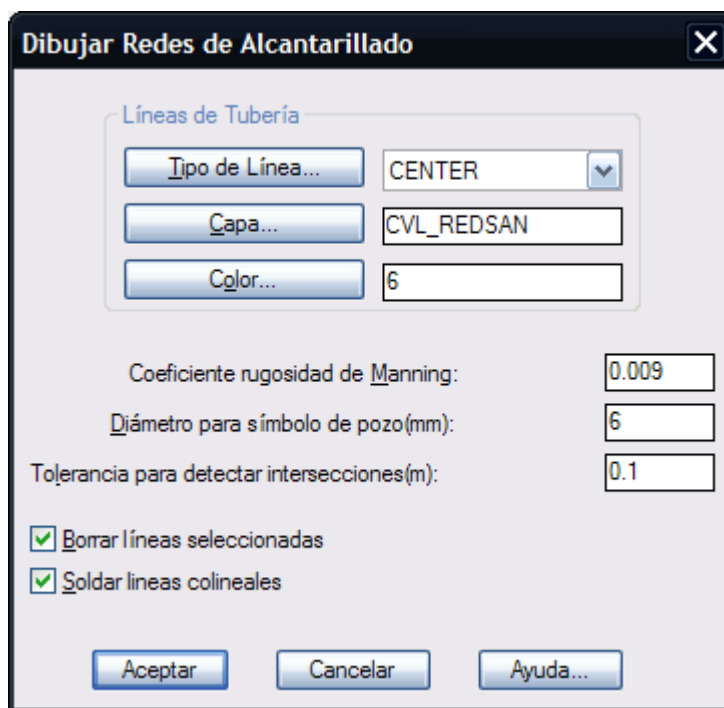 Dibujar Redes de Alcantarillado
Líneas de Tubería
Tipo de Línea... CENTER
Capa... CVL_REDSAN
Color... 6
Coeficiente rugosidad de Manning: 0.009
Diámetro para símbolo de pozo(mm): 6
Tolerancia para detectar intersecciones(m): 0.1
Borrar líneas seleccionadas
Soldar lineas colineales
Aceptar Cancelar Ayuda...